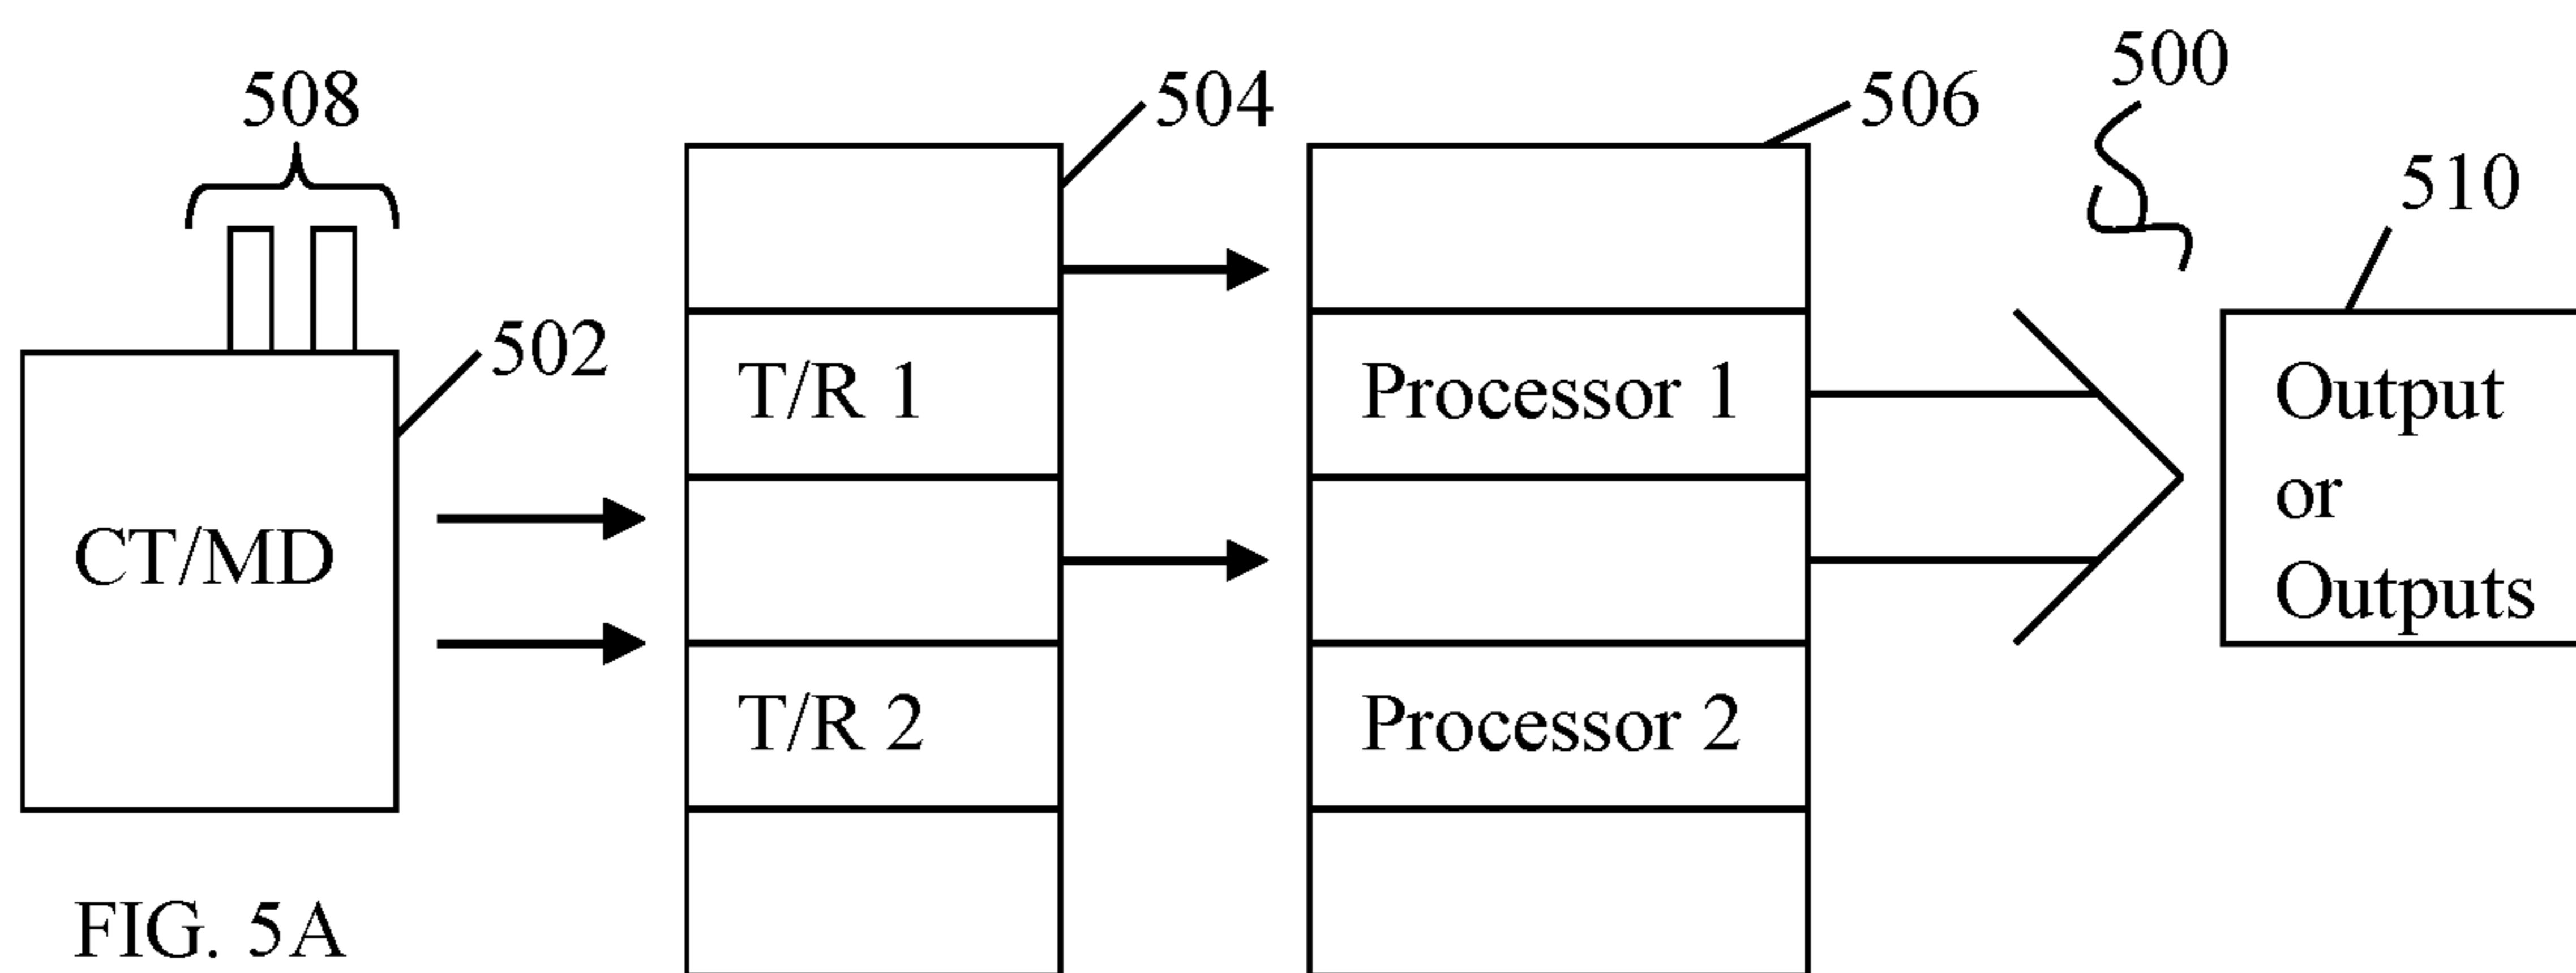 508
504
506
500
510
502
CT/MD
T/R 1
T/R 2
Processor 1
Processor 2
Output
or
Outputs
FIG. 5A